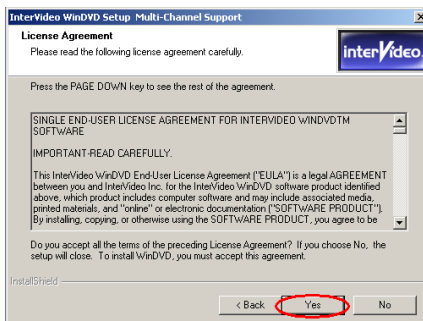 InterVideo WinDVD Setup Multi-Channel Support
License Agreement
Please read the following license agreement carefully.
interVideo
Press the PAGE DOWN key to see the rest of the agreement.
SINGLE END-USER LICENSE AGREEMENT FOR INTERVIDEO WINDVDTM
SOFTWARE
IMPORTANT-READ CAREFULLY.
This InterVideo WinDVD End-User License Agreement ("EULA") is a legal AGREEMENT
between you and InterVideo Inc. for the InterVideo WinDVD software product identified
above, which product includes computer software and may include associated media,
printed materials, and "online" or electronic documentation ("SOFTWARE PRODUCT").
By installing, copying, or otherwise using the SOFTWARE PRODUCT, you agree to be
Do you accept all the terms of the preceding License Agreement? If you choose No, the
setup will close. To install WinDVD, you must accept this agreement.
InstallShield
< Back
Yes
No